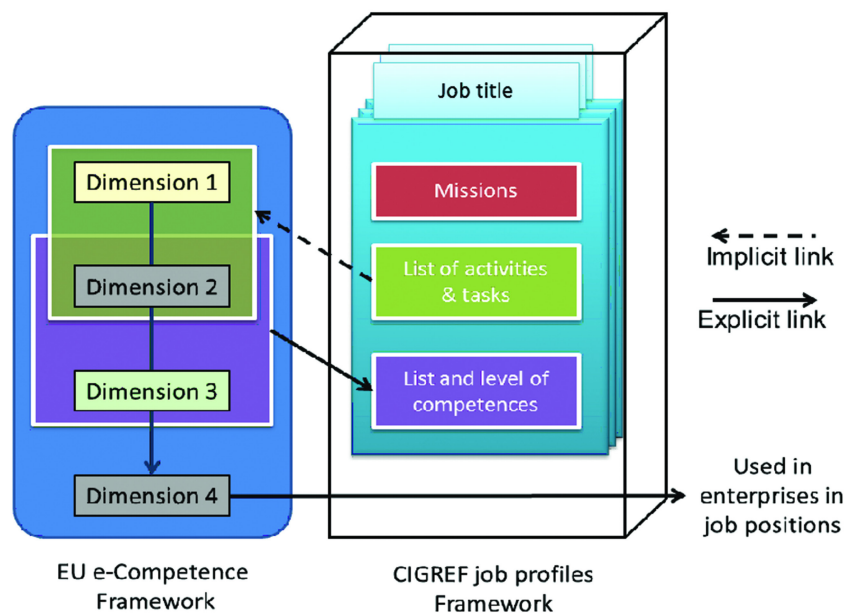 Job title
Dimension 1
Dimension 2
Dimension 3
Dimension 4
Missions
List of activities
& tasks
List and level of
competences
Implicit link
Explicit link
Used in
enterprises in
job positions
EU e-Competence
Framework
CIGREF job profiles
Framework